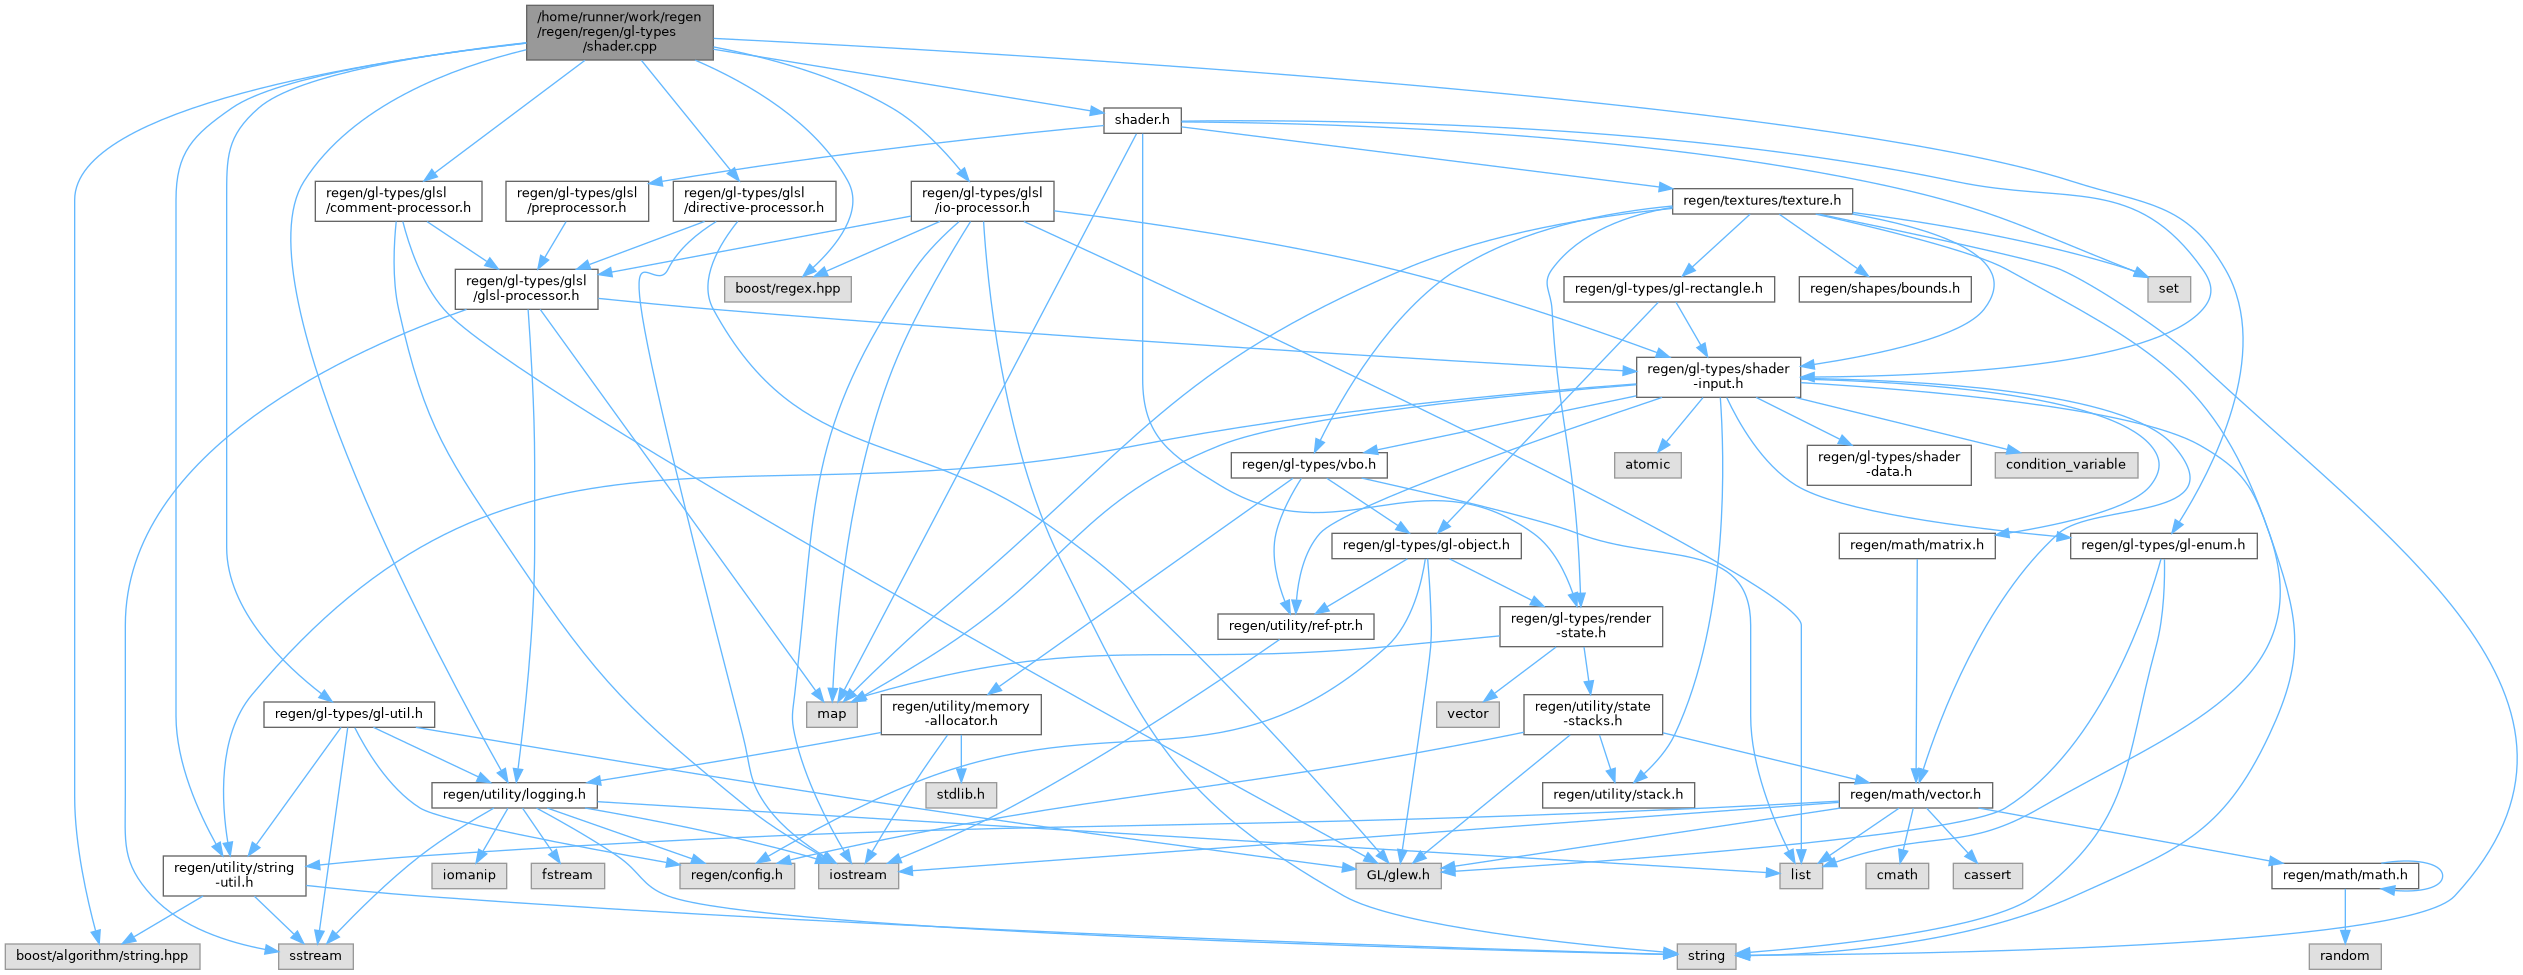 /home/runner/work/regen
/regen/regen/gl-types
/shader.cpp
shader.h
regen/gl-types/glsl
/comment-processor.h
regen/gl-types/glsl
/preprocessor.h
regen/gl-types/glsl
/directive-processor.h
regen/gl-types/glsl
/io-processor.h
regen/textures/texture.h
regen/gl-types/glsl
/glsl-processor.h
boost/regex.hpp
regen/gl-types/gl-rectangle.h
regen/shapes/bounds.h
set
regen/gl-types/shader
-input.h
regen/gl-types/vbo.h
atomic
regen/gl-types/shader
-data.h
condition_variable
regen/gl-types/gl-object.h
regen/math/matrix.h
regen/gl-types/gl-enum.h
regen/utility/ref-ptr.h
regen/gl-types/render
-state.h
regen/gl-types/gl-util.h
map
regen/utility/memory
-allocator.h
vector
regen/utility/state
-stacks.h
regen/utility/logging.h
stdlib.h
regen/utility/stack.h
regen/math/vector.h
regen/utility/string
-util.h
iomanip
fstream
regen/config.h
iostream
GL/glew.h
list
cmath
cassert
regen/math/math.h
boost/algorithm/string.hpp
sstream
string
random